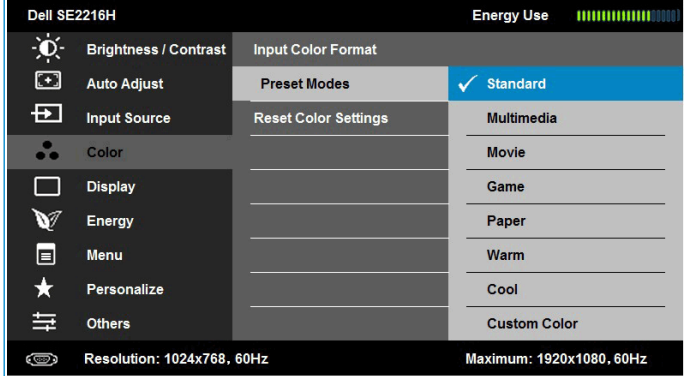 Dell SE2216H Energy Use
Brightness / Contrast Input Color Format
Auto Adjust Preset Modes Standard
Input Source Reset Color Settings Multimedia
Color Movie
Display Game
Energy Paper
Menu Warm
Personalize Cool
Others Custom Color
Resolution: 1024x768, 60Hz Maximum: 1920x1080, 60Hz